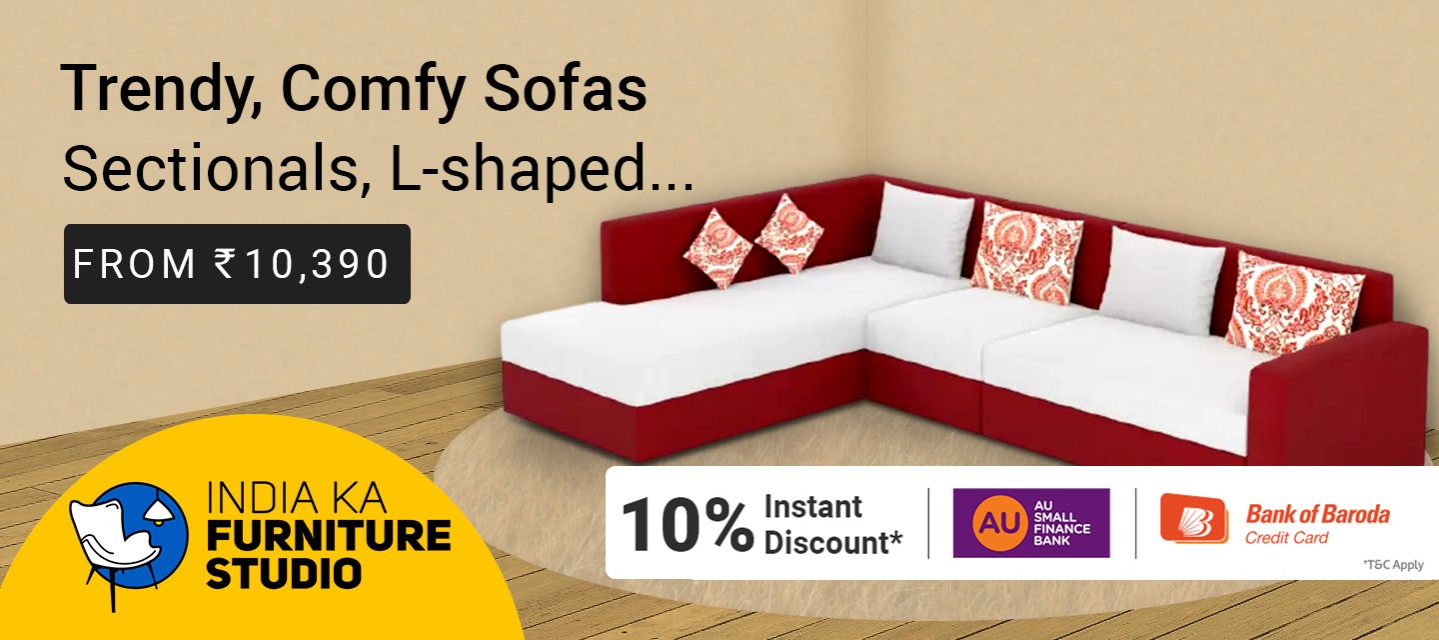 Trendy, Comfy Sofas
Sectionals, L-shaped...
FROM ₹10,390
INDIA KA
FURNITURE
STUDIO
10% Instant
Discount*
AU
AU
SMALL
FINANCE
BANK
Bank of Baroda
Credit Card
*T&C Apply